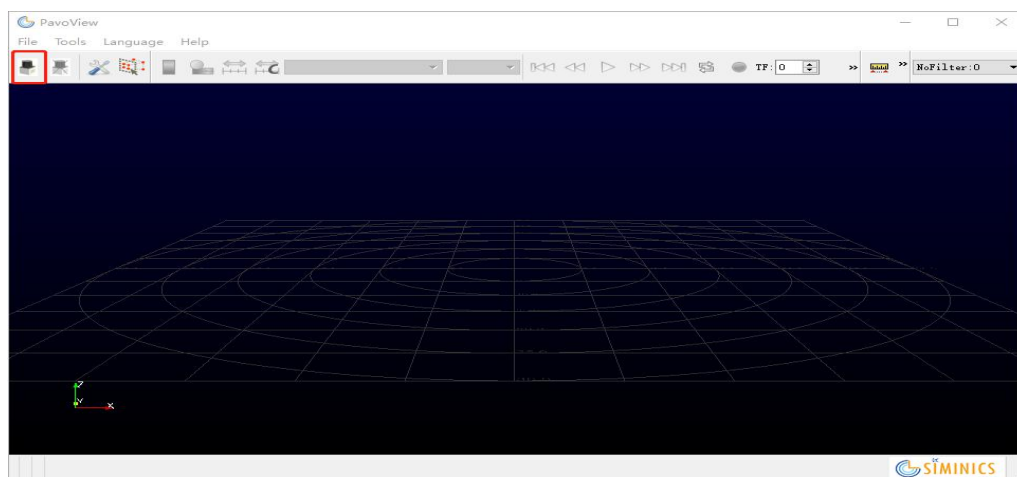 PavoView
File Tools Language Help
TF: 0 » » NoFilter:0
Z
Y X
SIMINICS